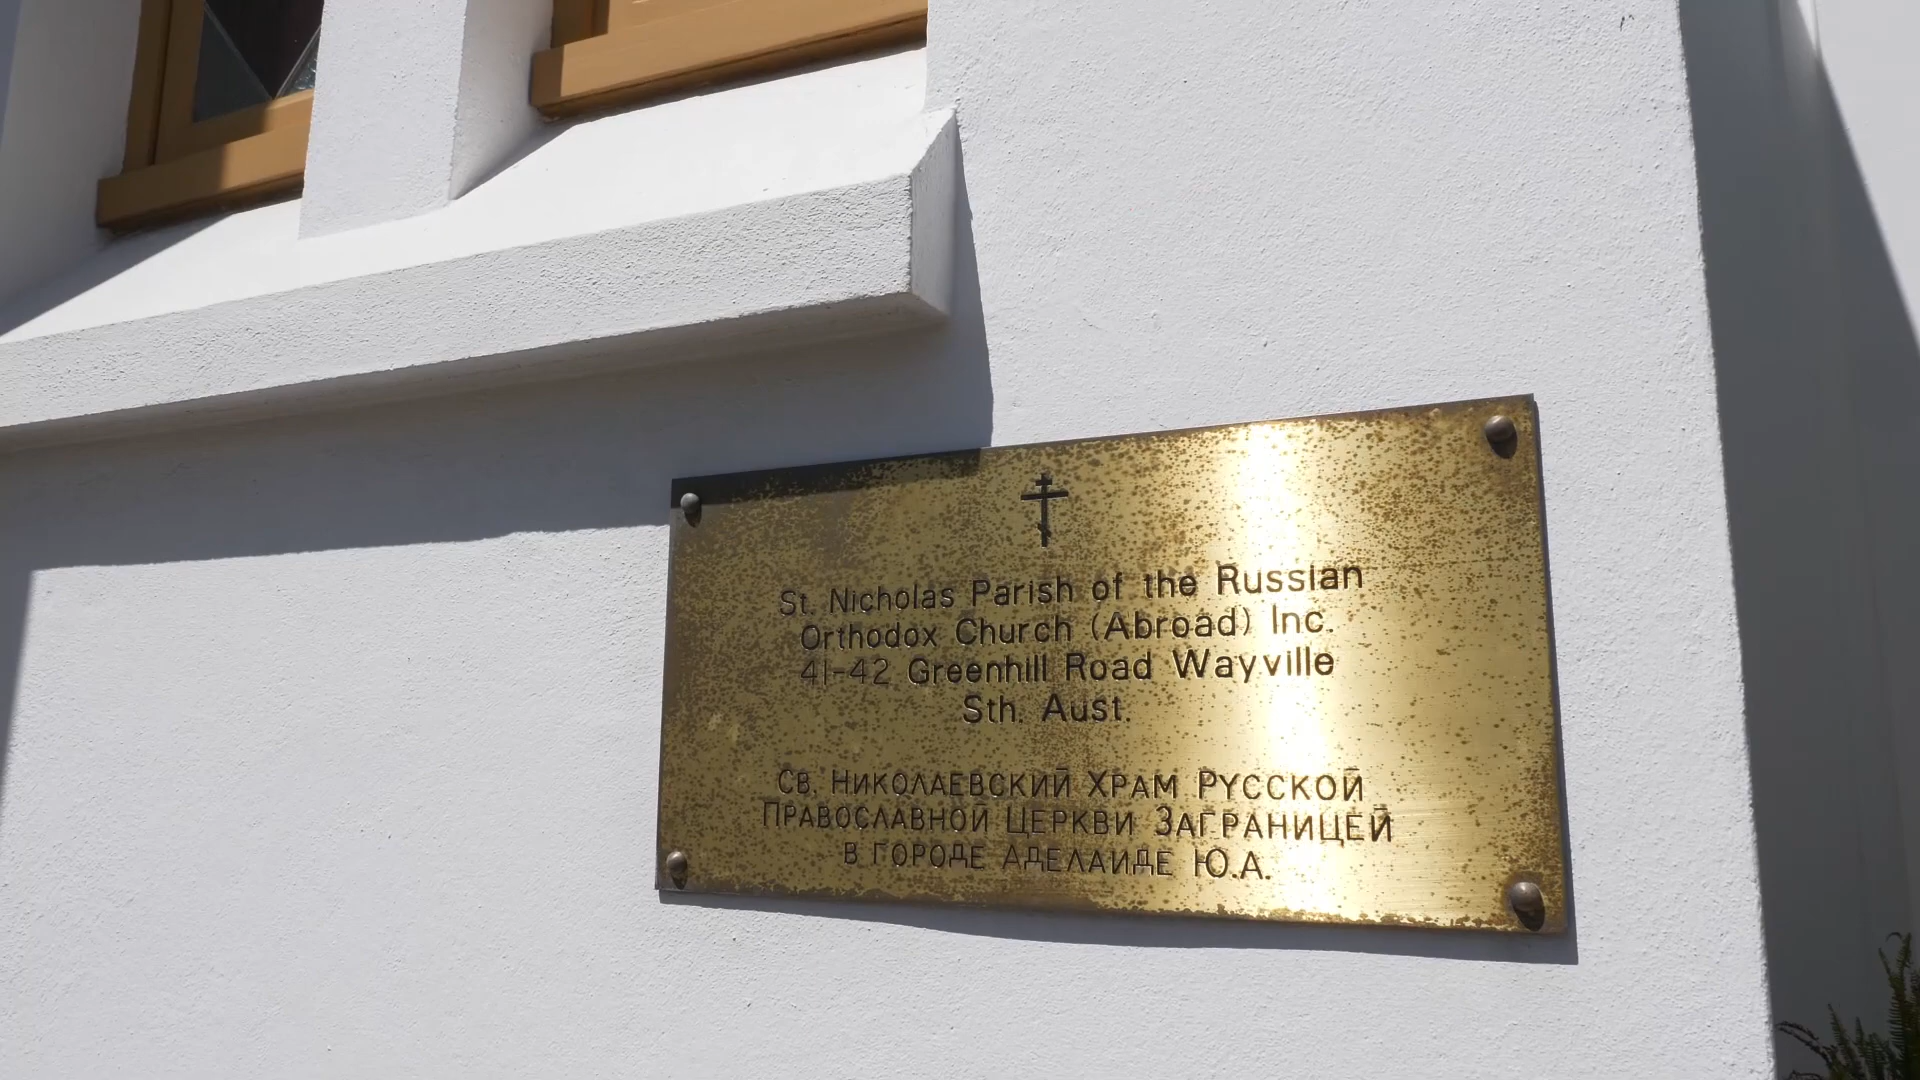 St. Nicholas Parish of the Russian
Orthodox Church (Abroad) Inc.
41-42 Greenhill Road Wayville
Sth. Aust.
Св. Николаевский Храм Русской
Православной Церкви Заграницей
в городе Аделаиде Ю.А.